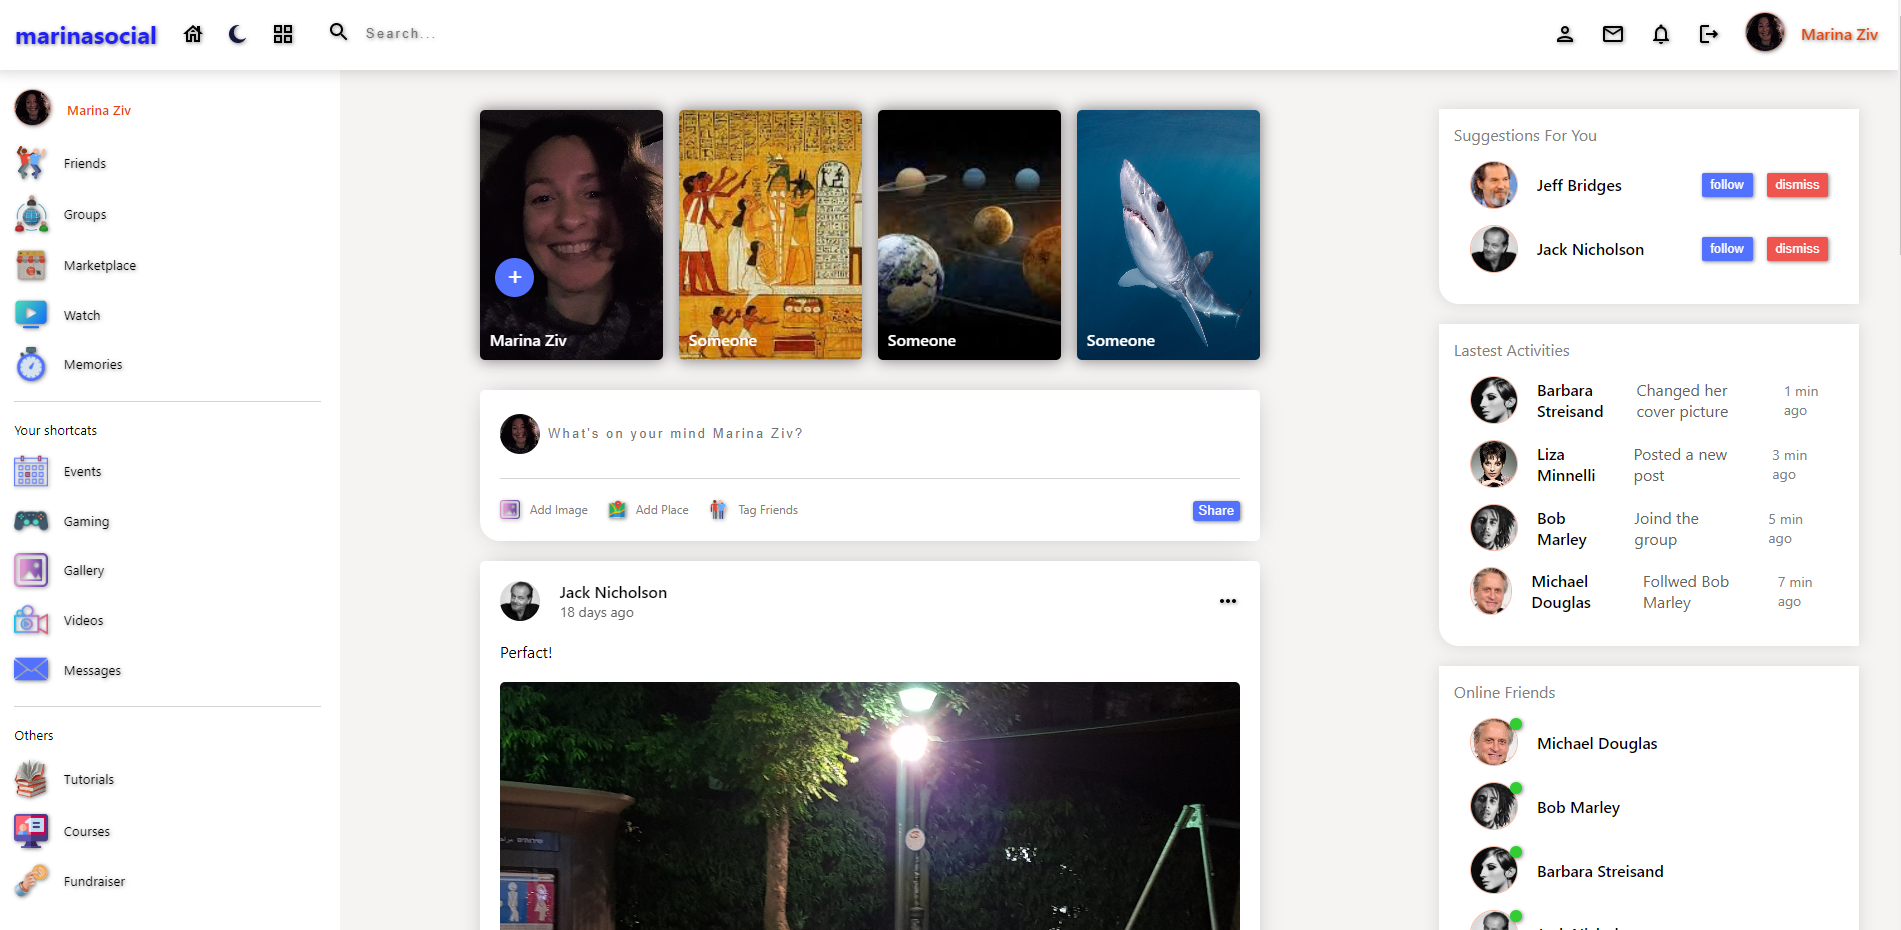 marinasocial
Search...
Marina Ziv
Marina Ziv
Friends
Groups
Marketplace
Watch
Memories
Your shortcats
Events
Gaming
Gallery
Videos
Messages
Others
Tutorials
Courses
Fundraiser
+
Marina Ziv
Someone
Someone
Someone
What's on your mind Marina Ziv?
Add Image
Add Place
Tag Friends
Share
Jack Nicholson
18 days ago
Perfact!
Suggestions For You
Jeff Bridges
follow
dismiss
Jack Nicholson
follow
dismiss
Lastest Activities
Barbara
Streisand
Changed her
cover picture
1 min
ago
Liza
Minnelli
Posted a new
post
3 min
ago
Bob
Marley
Joind the
group
5 min
ago
Michael
Douglas
Follwed Bob
Marley
7 min
ago
Online Friends
Michael Douglas
Bob Marley
Barbara Streisand